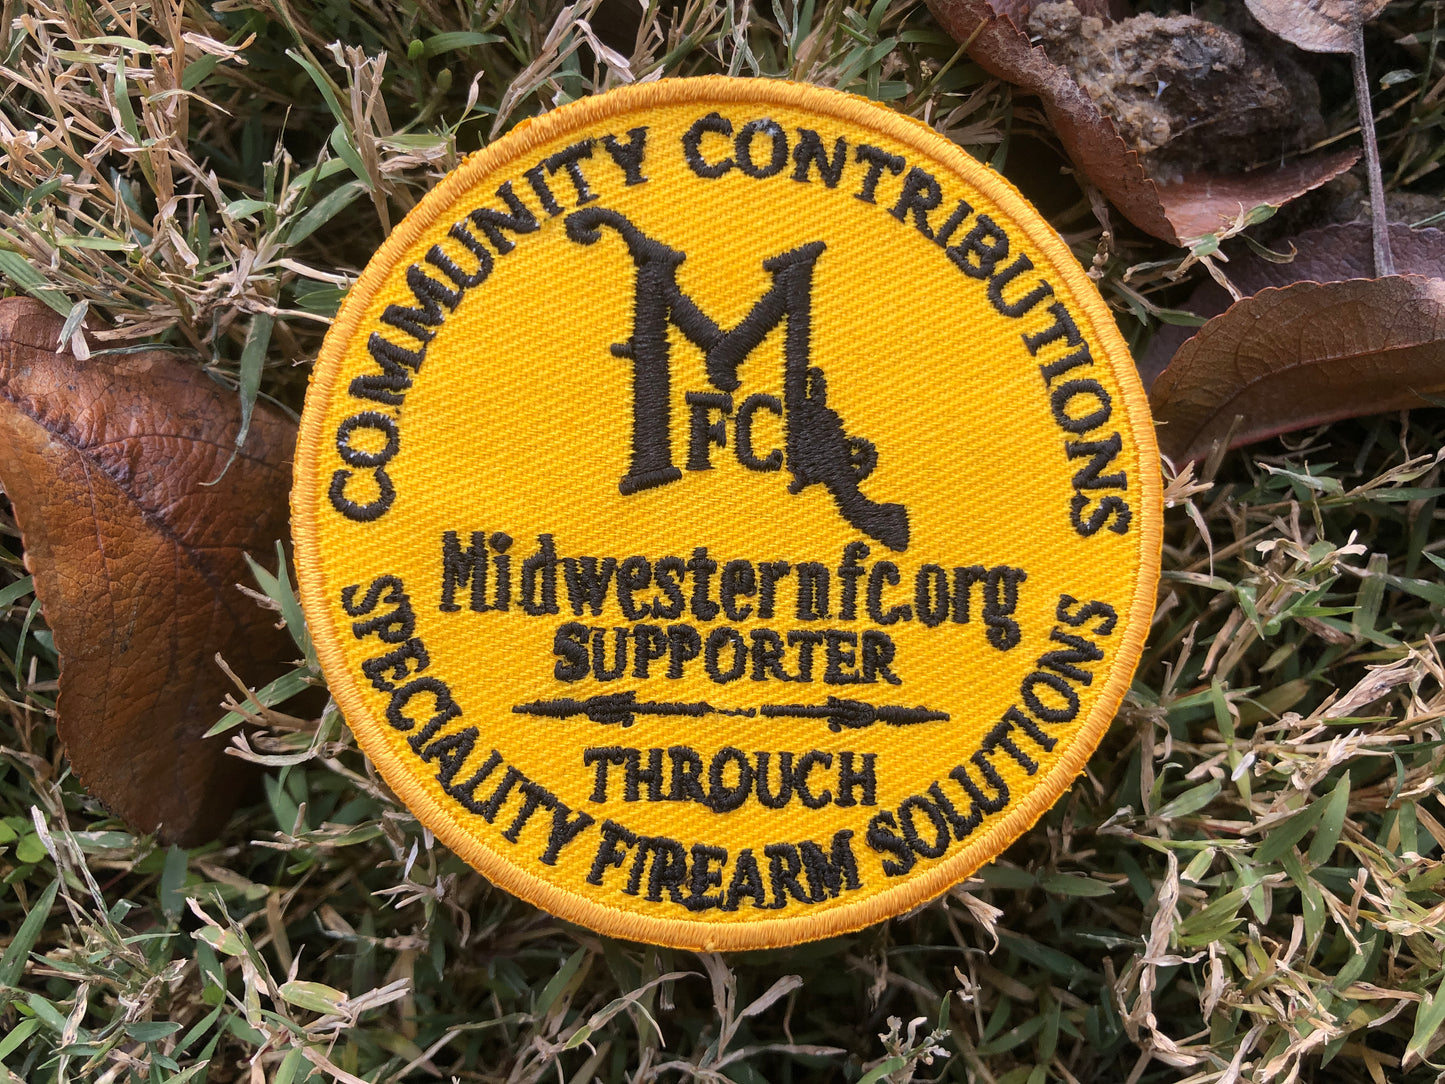 COMMUNITY CONTRIBUTIONS
M
FC
Midwesternfc.org
SUPPORTER
THROUGH
SPECIALITY FIREARM SOLUTIONS